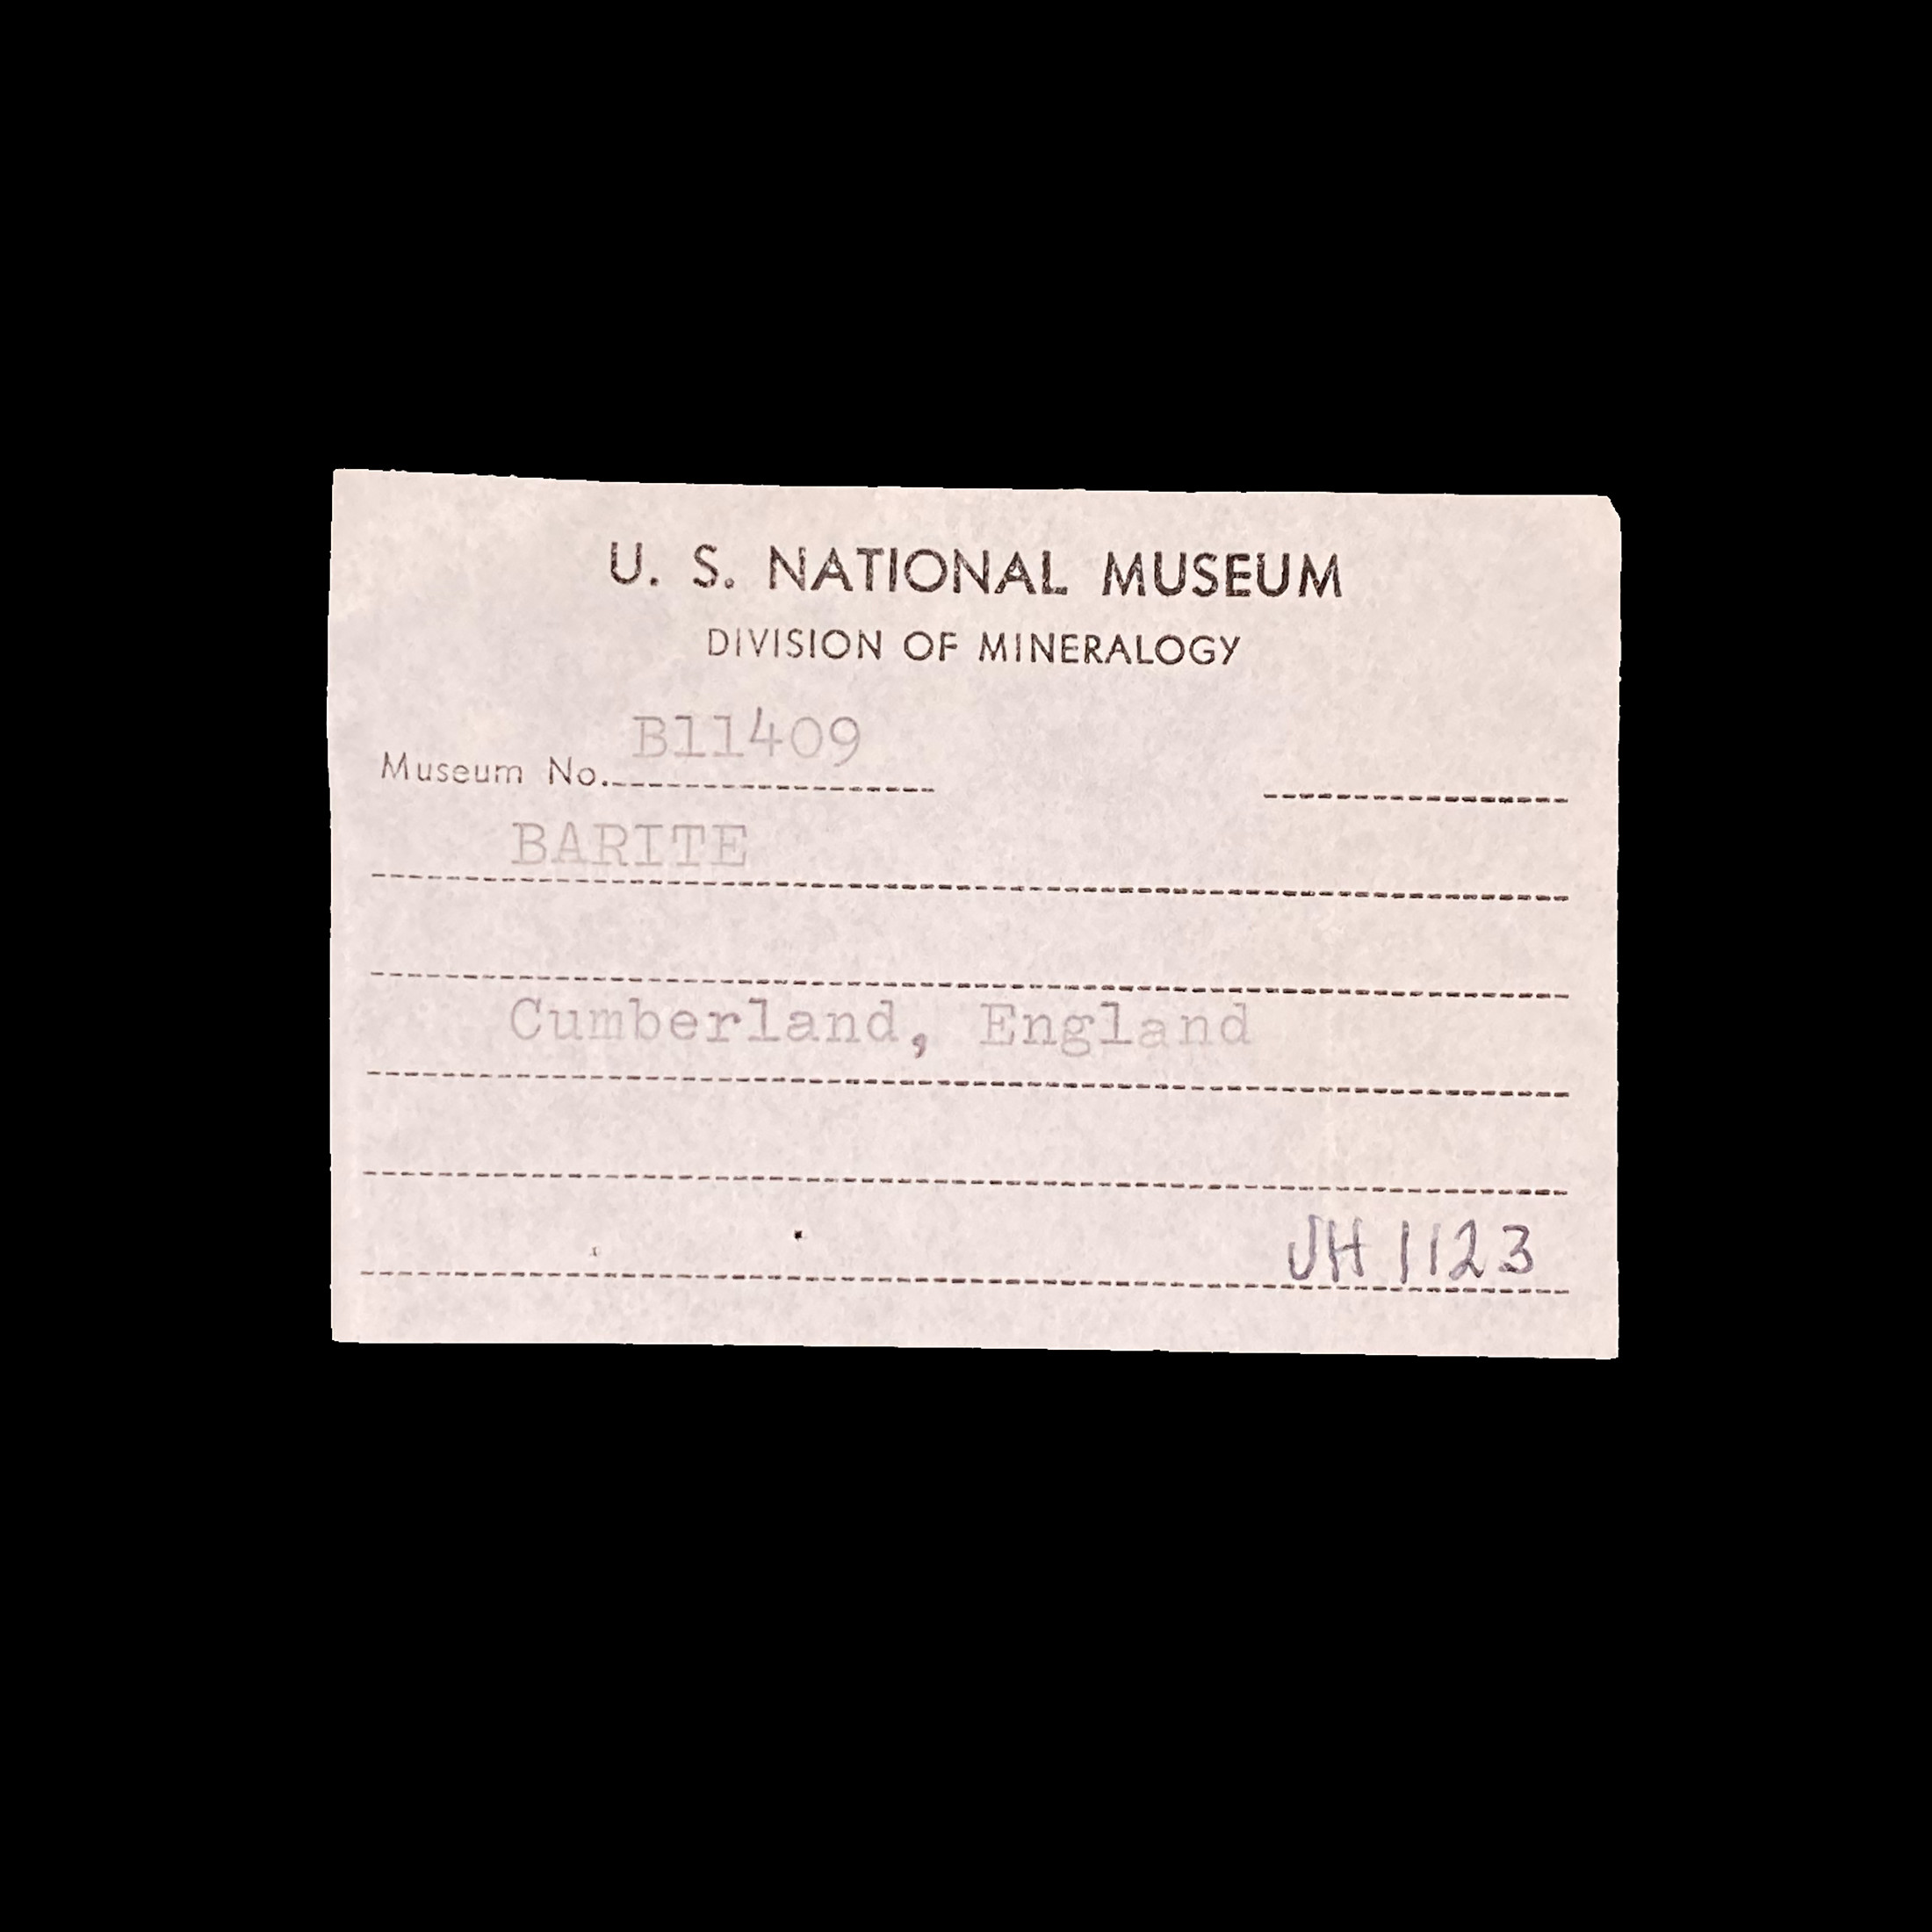 U. S. NATIONAL MUSEUM
DIVISION OF MINERALOGY
Museum No. B11409
BARITE
Cumberland, England
JH 1123